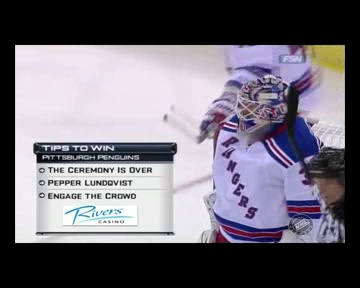 FSN
TIPS TO WIN
PITTSBURGH PENGUINS
THE CEREMONY IS OVER
PEPPER LUNDQVIST
ENGAGE THE CROWD
Rivers
CASINO
RANGERS